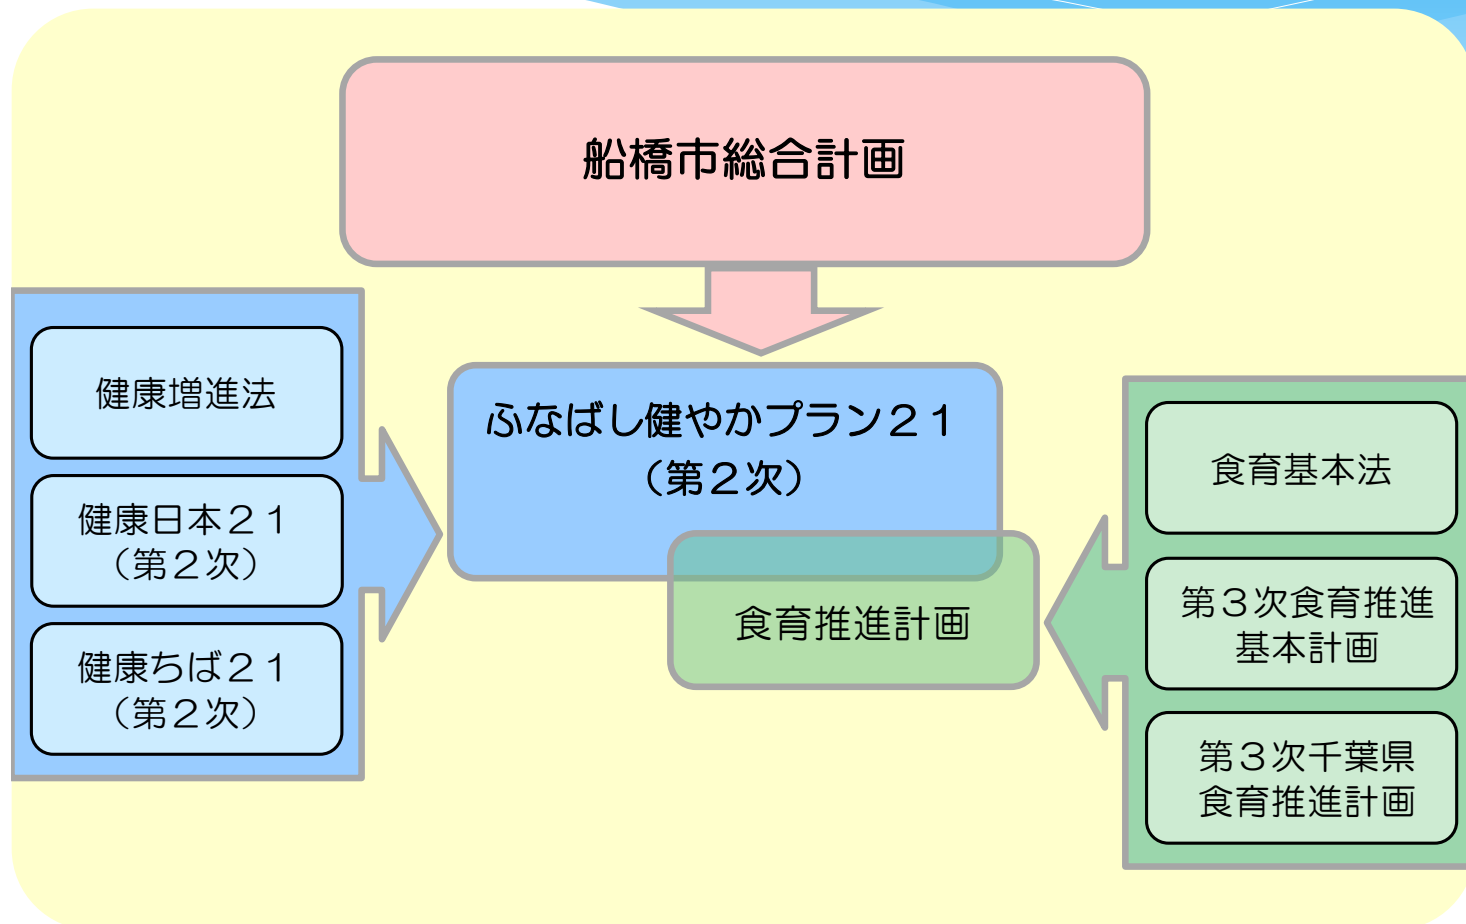 船橋市総合計画
健康増進法
健康日本２１
（第２次）
健康ちば２１
（第２次）
ふなばし健やかプラン２１
（第２次）
食育推進計画
食育基本法
第３次食育推進
基本計画
第３次千葉県
食育推進計画